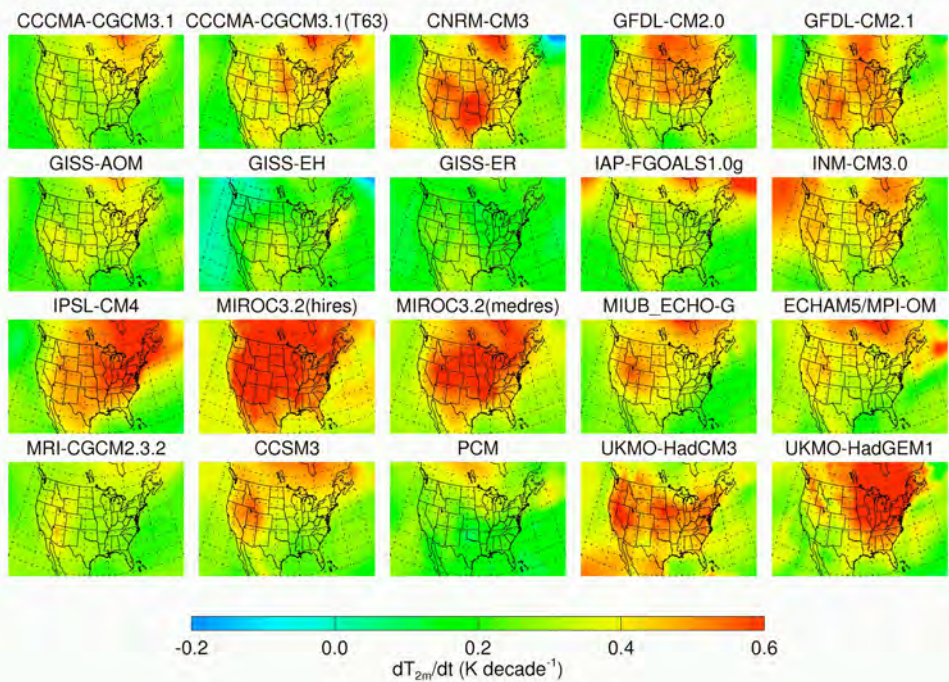 CCCMA-CGCM3.1 CCCMA-CGCM3.1(T63) CNRM-CM3 GFDL-CM2.0 GFDL-CM2.1
GISS-AOM GISS-EH GISS-ER IAP-FGOALS1.0g INM-CM3.0
IPSL-CM4 MIROC3.2(hires) MIROC3.2(medres) MIUB_ECHO-G ECHAM5/MPI-OM
MRI-CGCM2.3.2 CCSM3 PCM UKMO-HadCM3 UKMO-HadGEM1
-0.2 0.0 0.2 0.4 0.6
dT2m/dt (K decade-1)